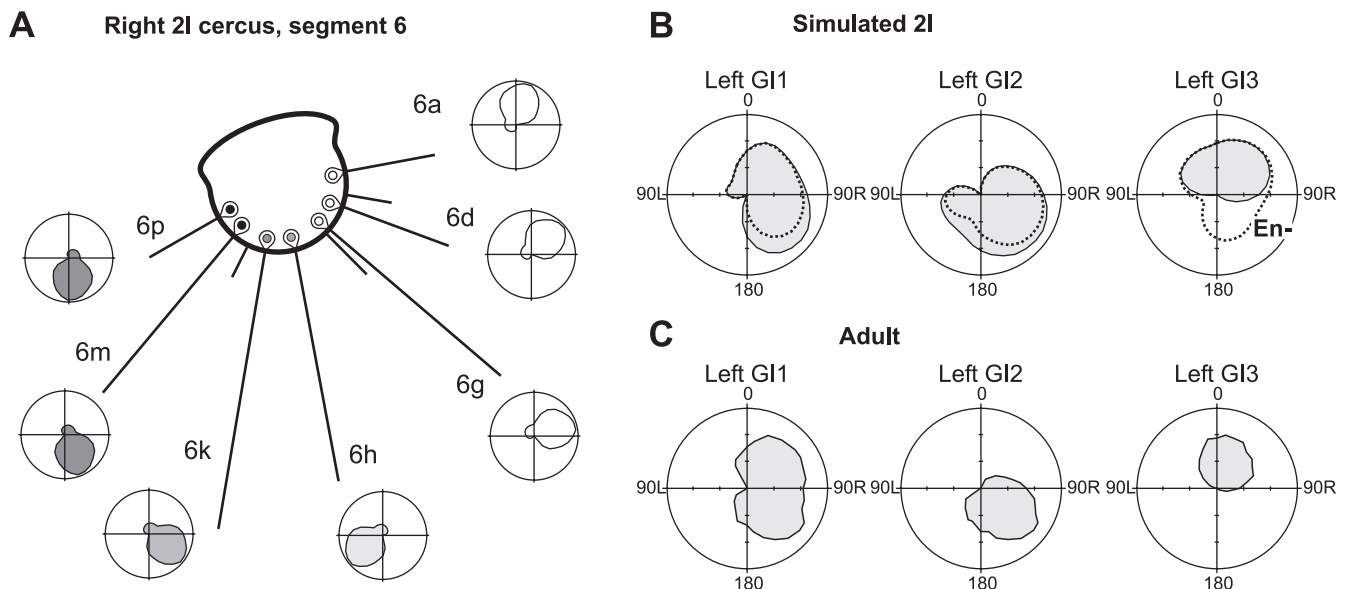 A
Right 2I cercus, segment 6
6a
6d
6g
6h
6k
6m
6p
B
Simulated 2I
Left GI1
0
90L
90R
180
Left GI2
0
90L
90R
180
Left GI3
0
90L
90R
180
En-
C
Adult
Left GI1
0
90L
90R
180
Left GI2
0
90L
90R
180
Left GI3
0
90L
90R
180